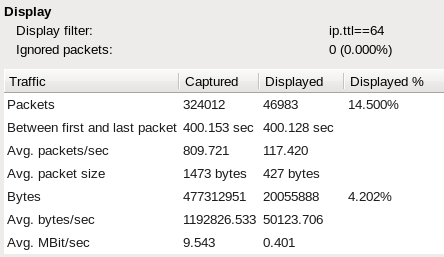 Display
Display filter: ip.ttl==64
Ignored packets: 0 (0.000%)
Traffic Captured Displayed Displayed %
Packets 324012 46983 14.500%
Between first and last packet 400.153 sec 400.128 sec
Avg. packets/sec 809.721 117.420
Avg. packet size 1473 bytes 427 bytes
Bytes 477312951 20055888 4.202%
Avg. bytes/sec 1192826.533 50123.706
Avg. MBit/sec 9.543 0.401